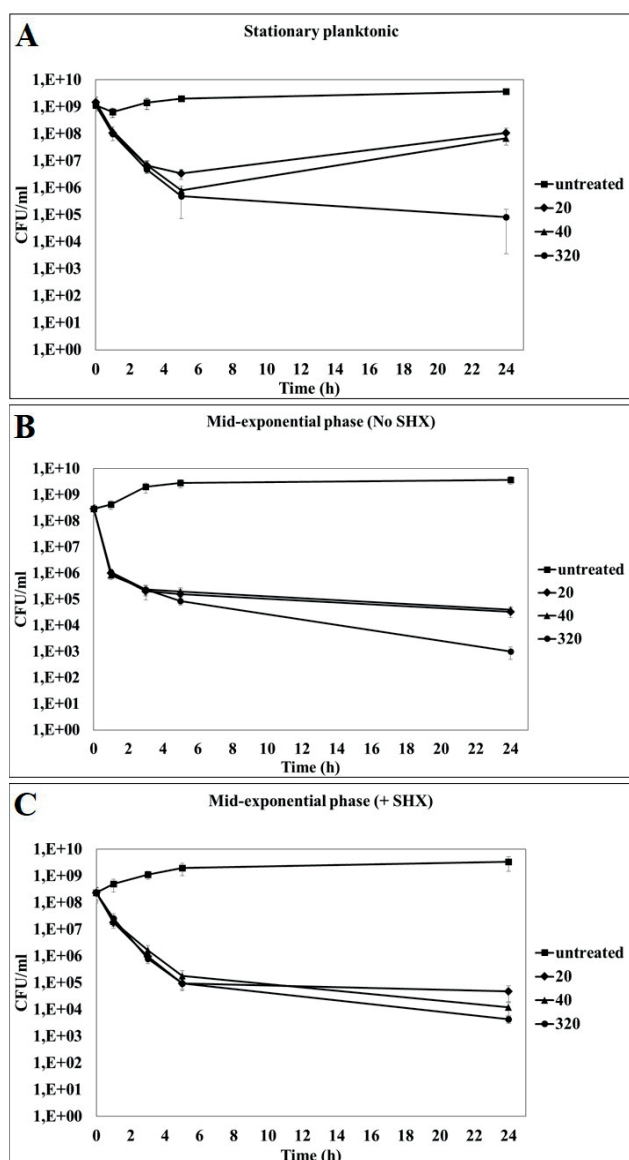 A
Stationary planktonic
1,E+10
1,E+09
1,E+08
1,E+07
1,E+06
1,E+05
1,E+04
1,E+03
1,E+02
1,E+01
1,E+00
CFU/ml
0 2 4 6 8 10 12 14 16 18 20 22 24
Time (h)
untreated
20
40
320
B
Mid-exponential phase (No SHX)
1,E+10
1,E+09
1,E+08
1,E+07
1,E+06
1,E+05
1,E+04
1,E+03
1,E+02
1,E+01
1,E+00
CFU/ml
0 2 4 6 8 10 12 14 16 18 20 22 24
Time (h)
untreated
20
40
320
C
Mid-exponential phase (+ SHX)
1,E+10
1,E+09
1,E+08
1,E+07
1,E+06
1,E+05
1,E+04
1,E+03
1,E+02
1,E+01
1,E+00
CFU/ml
0 2 4 6 8 10 12 14 16 18 20 22 24
Time (h)
untreated
20
40
320